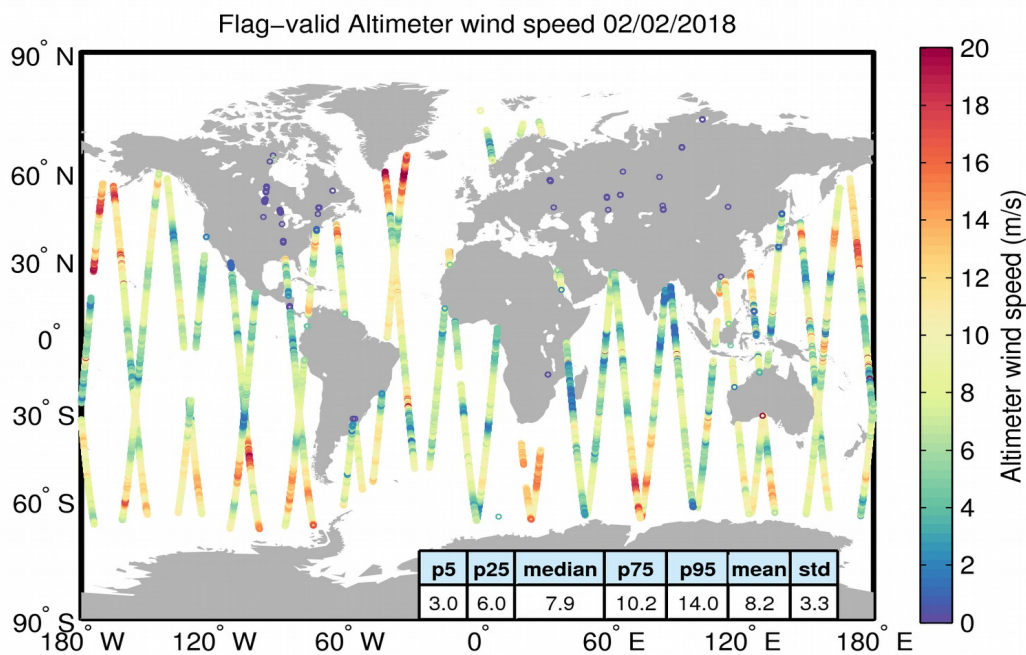 Flag−valid Altimeter wind speed 02/02/2018
90° N
60° N
30° N
0°
30° S
60° S
90° S
180° W
120° W
60° W
0°
60° E
120° E
180° E
p5 p25 median p75 p95 mean std
3.0 6.0 7.9 10.2 14.0 8.2 3.3
20
18
16
14
12
10
8
6
4
2
0
Altimeter wind speed (m/s)